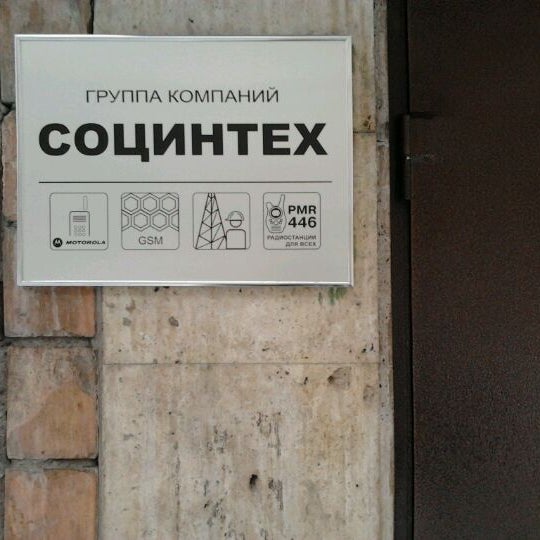 ГРУППА КОМПАНИЙ
СОЦИНТЕХ
MOTOROLA
GSM
PMR
446
РАДИОСТАНЦИИ
ДЛЯ ВСЕХ